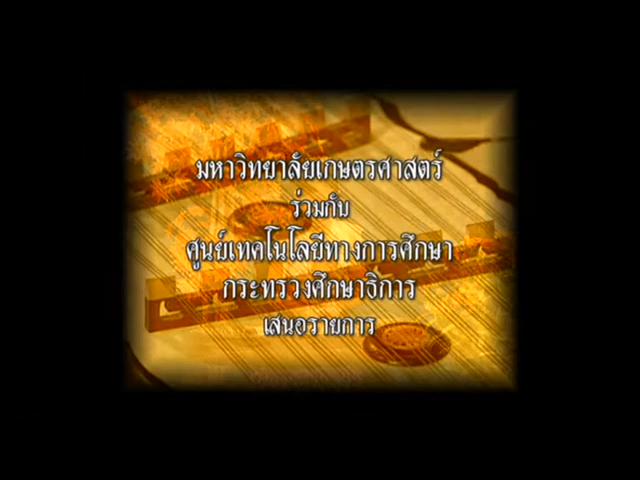 มหาวิทยาลัยเกษตรศาสตร์
ร่วมกับ
ศูนย์เทคโนโลยีทางการศึกษา
กระทรวงศึกษาธิการ
เสนอรายการ